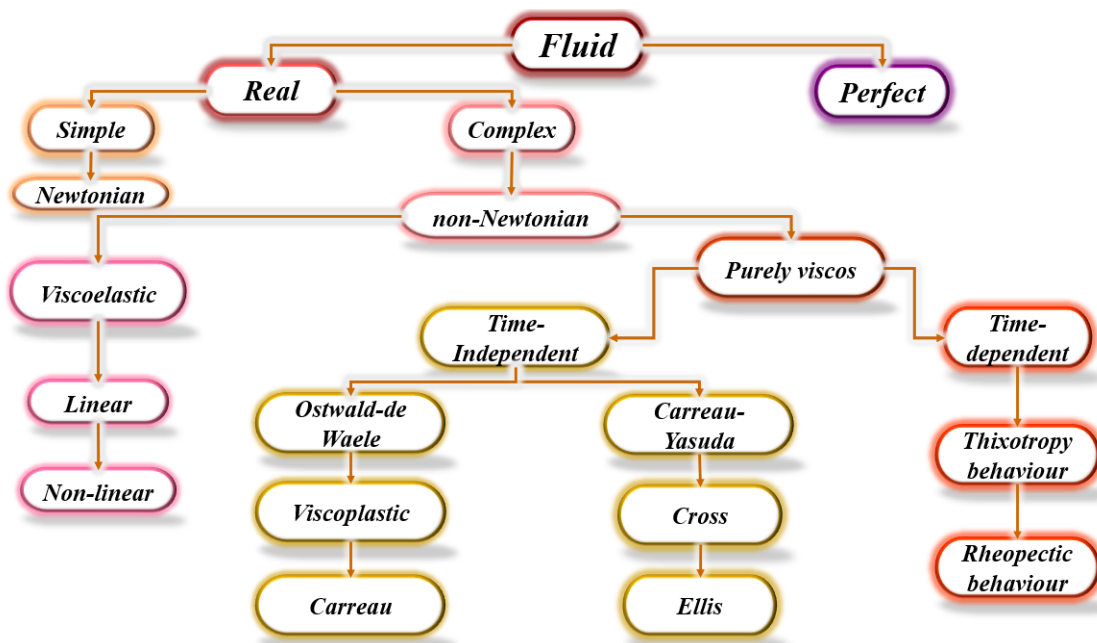 Fluid
Real
Perfect
Simple
Complex
Newtonian
non-Newtonian
Viscoelastic
Purely viscos
Time-
Independent
Time-
dependent
Linear
Ostwald-de
Waele
Carreau-
Yasuda
Thixotropy
behaviour
Non-linear
Viscoplastic
Cross
Rheopectic
behaviour
Carreau
Ellis